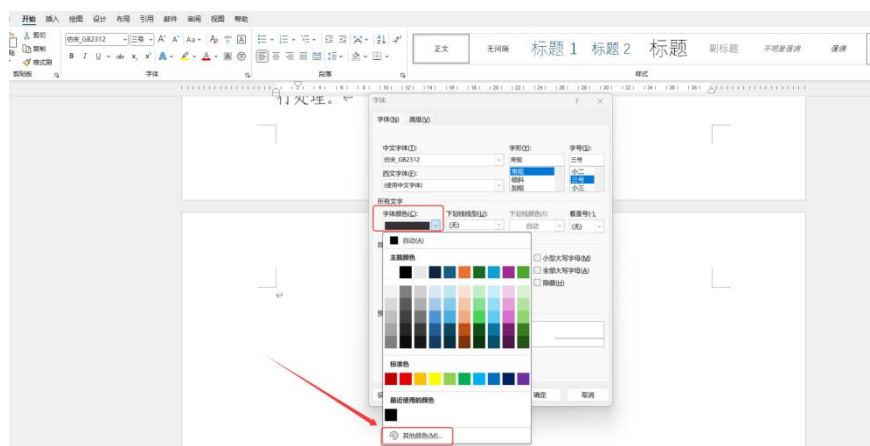 开始 插入 绘图 设计 布局 引用 邮件 审阅 视图 帮助
剪切
复制
格式刷
剪贴板
仿宋_GB2312 三号
字体
段落
正文 无间隔 标题 1 标题 2 标题 副标题 不明显强调 强调
样式
行处理。
字体
字体(N) 高级(V)
中文字体(T): 字形(Y): 字号(S):
仿宋_GB2312 常规 三号
西文字体(F): 常规 小二
(使用中文字体) 倾斜 三号
加粗 小三
所有文字
字体颜色(C): 下划线线型(U): 下划线颜色(I): 着重号(·):
(无) 自动 (无)
自动(A)
主题颜色
小型大写字母(M)
全部大写字母(A)
隐藏(H)
标准色
最近使用的颜色
确定 取消
其他颜色(M)...